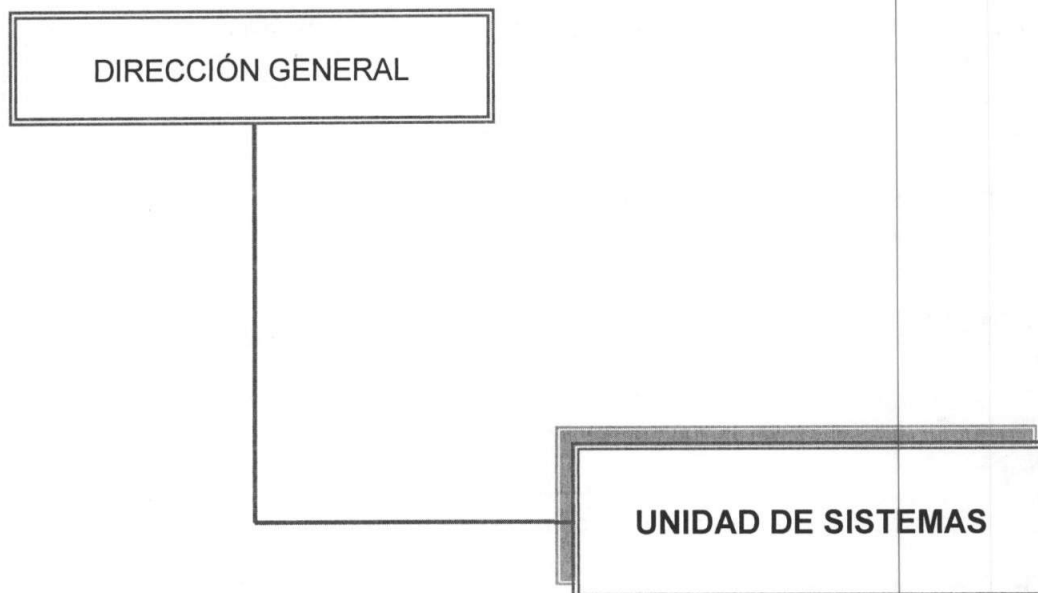 DIRECCIÓN GENERAL
UNIDAD DE SISTEMAS